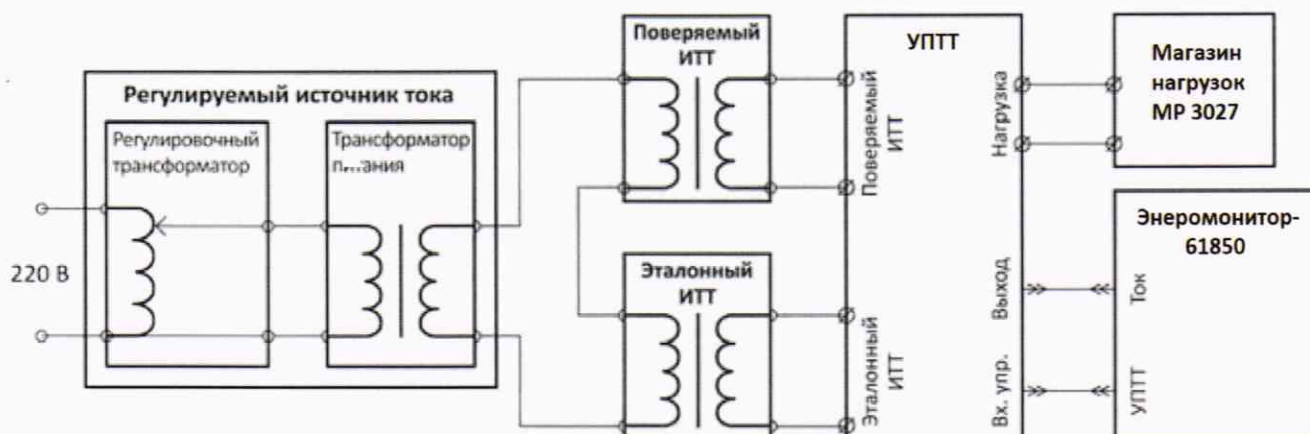 Регулируемый источник тока
Регулировочный
трансформатор
Трансформатор
220 В
Поверяемый
ИТТ
Эталонный
ИТТ
УПТТ
Поверяемый
ИТТ
Эталонный
ИТТ
Нагрузка
Выход
Вх. упр.
Магазин
нагрузок
МР 3027
Энеромонитор-
61850
Ток
УПТТ